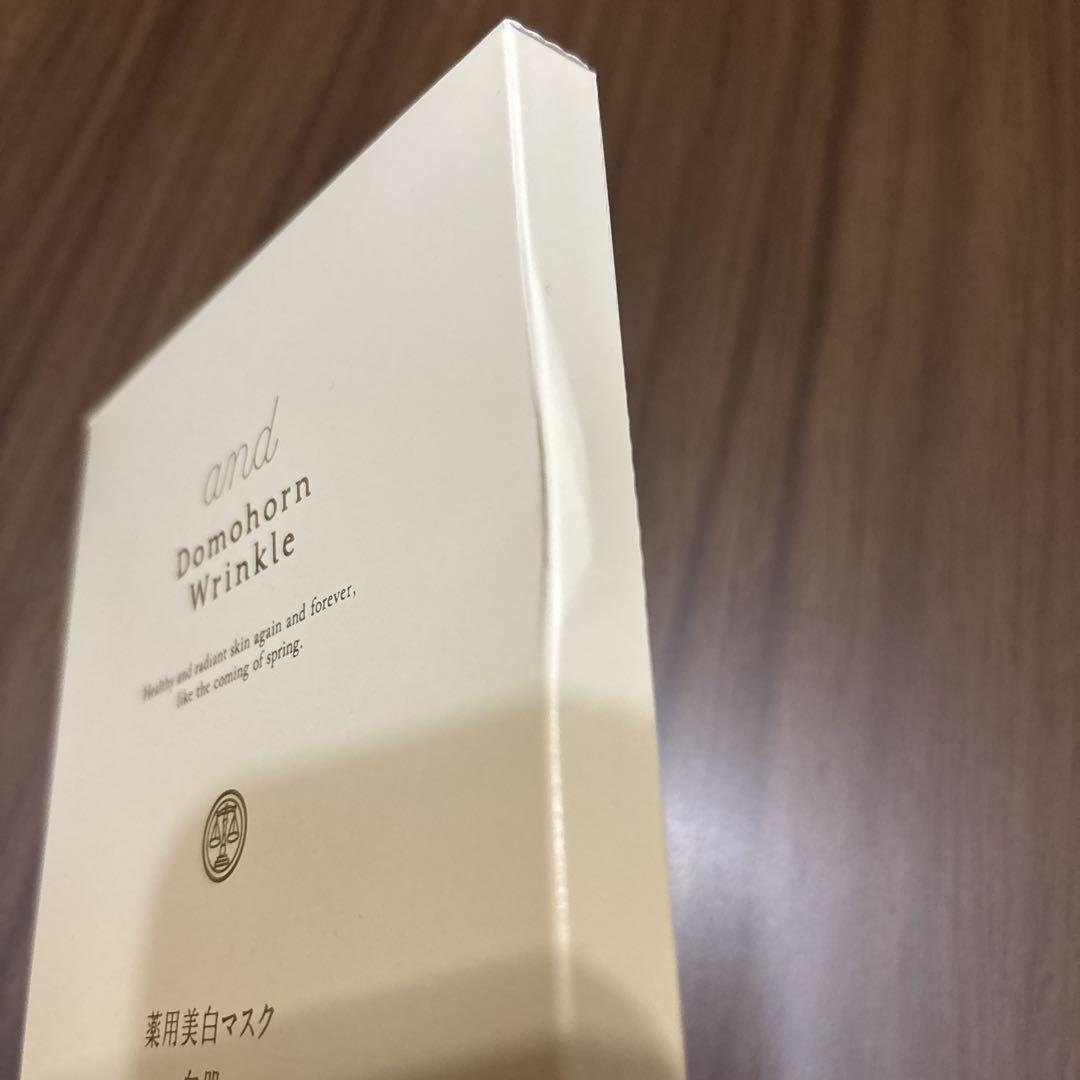 and
Domohorn
Wrinkle
Healthy and radiant skin again and forever,
like the coming of spring.
薬用美白マスク